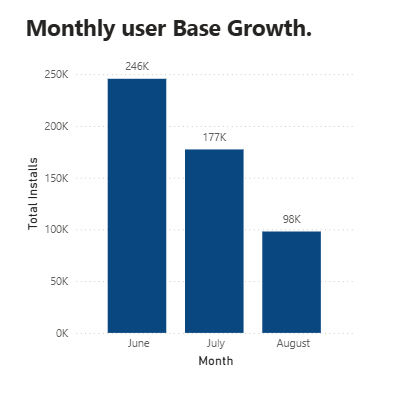 Monthly user Base Growth.
250K
200K
150K
100K
50K
0K
Total Installs
246K
177K
98K
June July August
Month